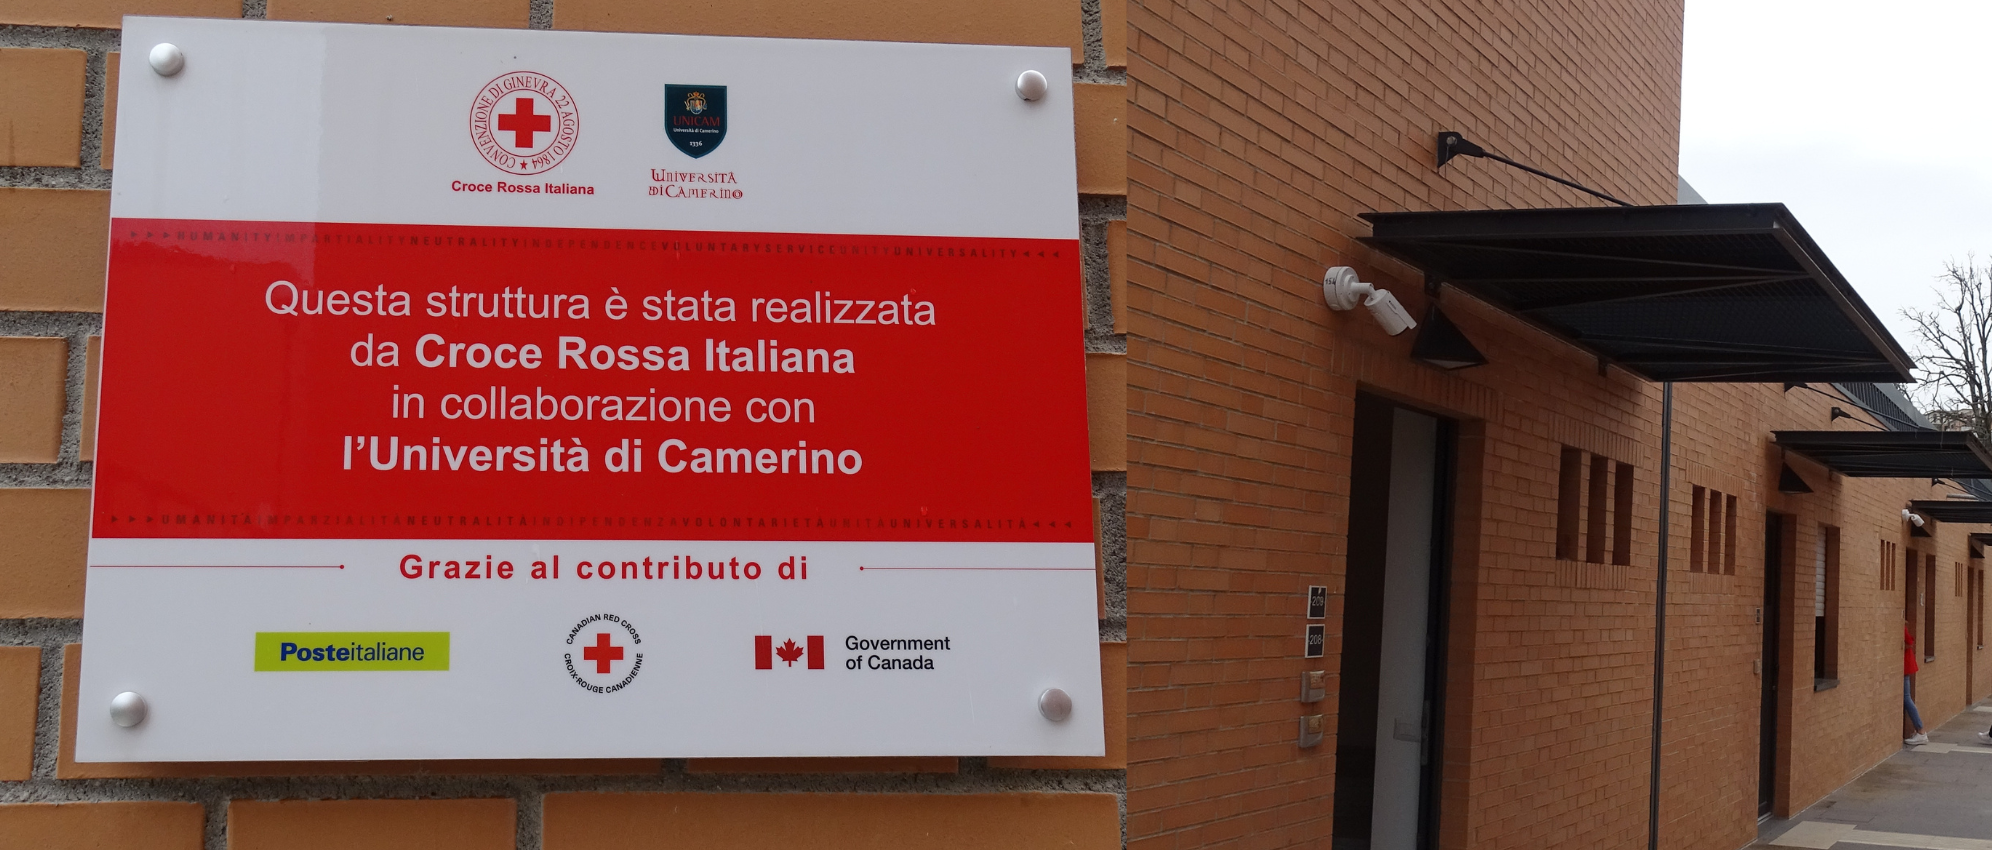 CONVENZIONE DI GINEVRA 22 AGOSTO 1864
Croce Rossa Italiana
UNICAM
Università di Camerino
1336
UNIVERSITÀ
DI CAMERINO
HUMANITY IMPARTIALITY NEUTRALITY INDEPENDENCE VOLUNTARY SERVICE UNITY UNIVERSALITY
Questa struttura è stata realizzata
da Croce Rossa Italiana
in collaborazione con
l'Università di Camerino
UMANITÀ IMPARZIALITÀ NEUTRALITÀ INDIPENDENZA VOLONTARIETÀ UNITÀ UNIVERSALITÀ
Grazie al contributo di
Posteitaliane
CANADIAN RED CROSS
CROIX-ROUGE CANADIENNE
Government
of Canada
209
208